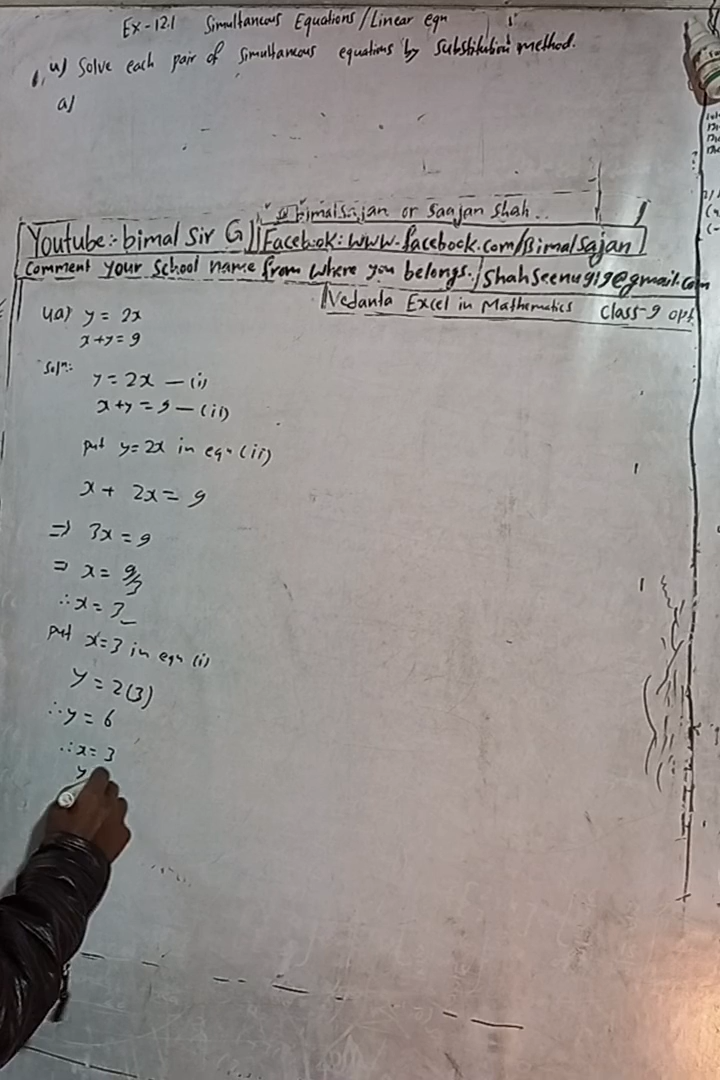 Ex-12.1 Simultaneous Equations/Linear eqn
Solve each pair of simultaneous equations by substitution method.
a)
bimalsajan or Saajan Shah..
Youtube:- bimal Sir G
Facebook: www.facebook.com/Bimalsajan
Comment your School name from where you belongs./Shahseenu919@gmail.com
Vedanta Excel in Mathematics Class-9 opt
4a) y = 2x
x+y=9
Soln:
y = 2x — (i)
x+y = 9 — (ii)
put y=2x in eqn (ii)
x + 2x = 9
=> 3x = 9
=> x = 9/3
∴x = 3
put x=3 in eqn (i)
y = 2(3)
∴y = 6
∴x = 3
y